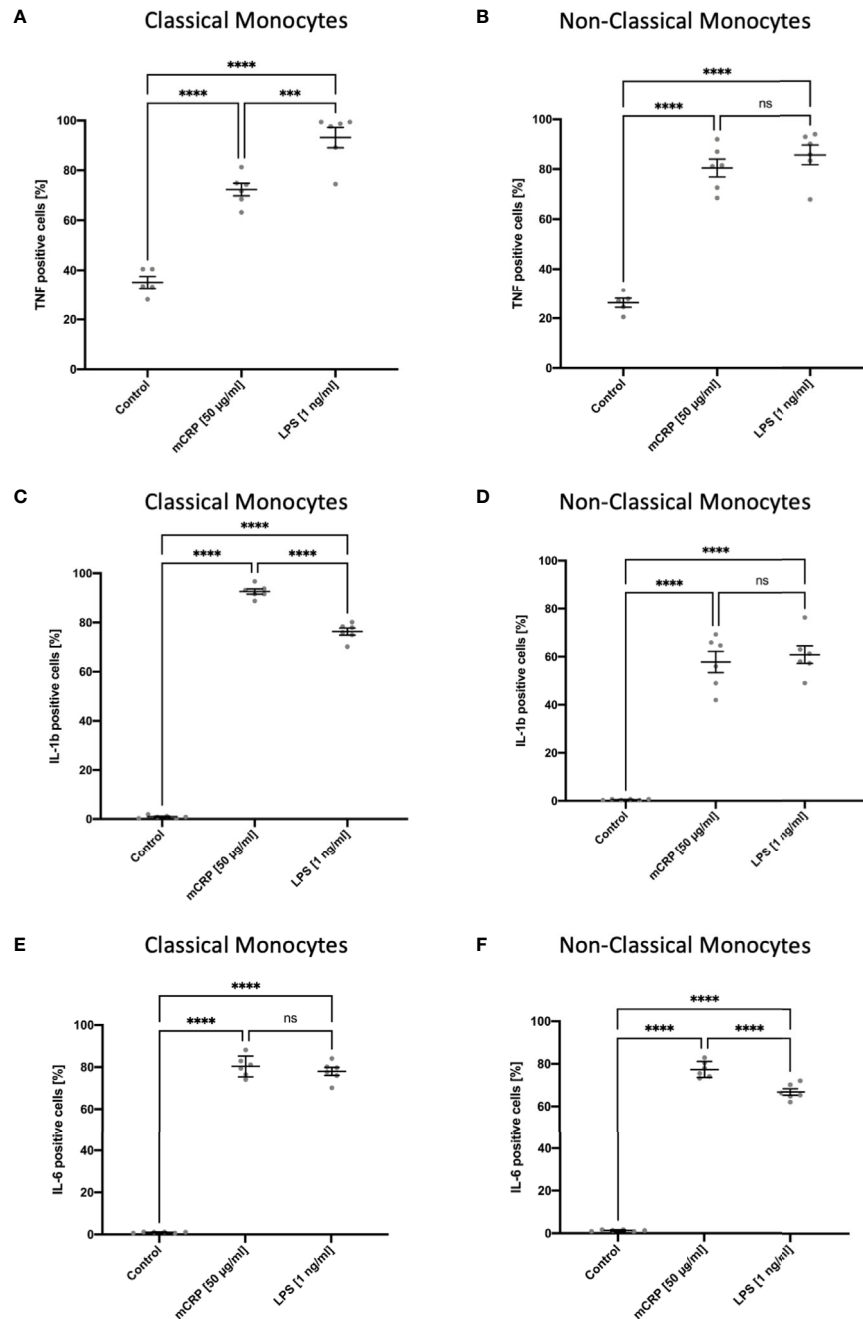 A
Classical Monocytes
****
****
***
TNF positive cells [%]
100
80
60
40
20
0
Control
mCRP [50 µg/ml]
LPS [1 ng/ml]
B
Non-Classical Monocytes
****
****
ns
TNF positive cells [%]
100
80
60
40
20
0
Control
mCRP [50 µg/ml]
LPS [1 ng/ml]
C
Classical Monocytes
****
****
****
IL-1b positive cells [%]
100
80
60
40
20
0
Control
mCRP [50 µg/ml]
LPS [1 ng/ml]
D
Non-Classical Monocytes
****
****
ns
IL-1b positive cells [%]
100
80
60
40
20
0
Control
mCRP [50 µg/ml]
LPS [1 ng/ml]
E
Classical Monocytes
****
****
ns
IL-6 positive cells [%]
100
80
60
40
20
0
Control
mCRP [50 µg/ml]
LPS [1 ng/ml]
F
Non-Classical Monocytes
****
****
****
IL-6 positive cells [%]
100
80
60
40
20
0
Control
mCRP [50 µg/ml]
LPS [1 ng/ml]